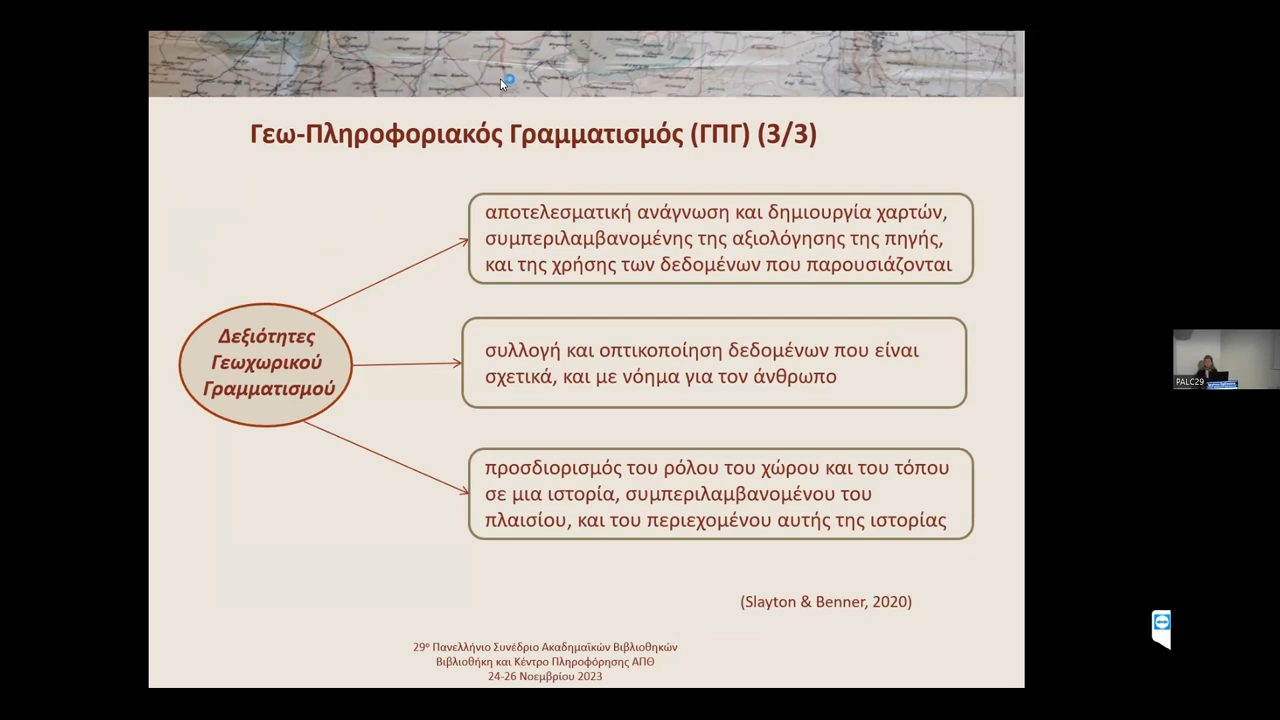 Γεω-Πληροφοριακός Γραμματισμός (ΓΠΓ) (3/3)
αποτελεσματική ανάγνωση και δημιουργία χαρτών,
συμπεριλαμβανομένης της αξιολόγησης της πηγής,
και της χρήσης των δεδομένων που παρουσιάζονται
Δεξιότητες
Γεωχωρικού
Γραμματισμού
συλλογή και οπτικοποίηση δεδομένων που είναι
σχετικά, και με νόημα για τον άνθρωπο
προσδιορισμός του ρόλου του χώρου και του τόπου
σε μια ιστορία, συμπεριλαμβανομένου του
πλαισίου, και του περιεχομένου αυτής της ιστορίας
(Slayton & Benner, 2020)
29ο Πανελλήνιο Συνέδριο Ακαδημαϊκών Βιβλιοθηκών
Βιβλιοθήκη και Κέντρο Πληροφόρησης ΑΠΘ
24-26 Νοεμβρίου 2023
PALC29